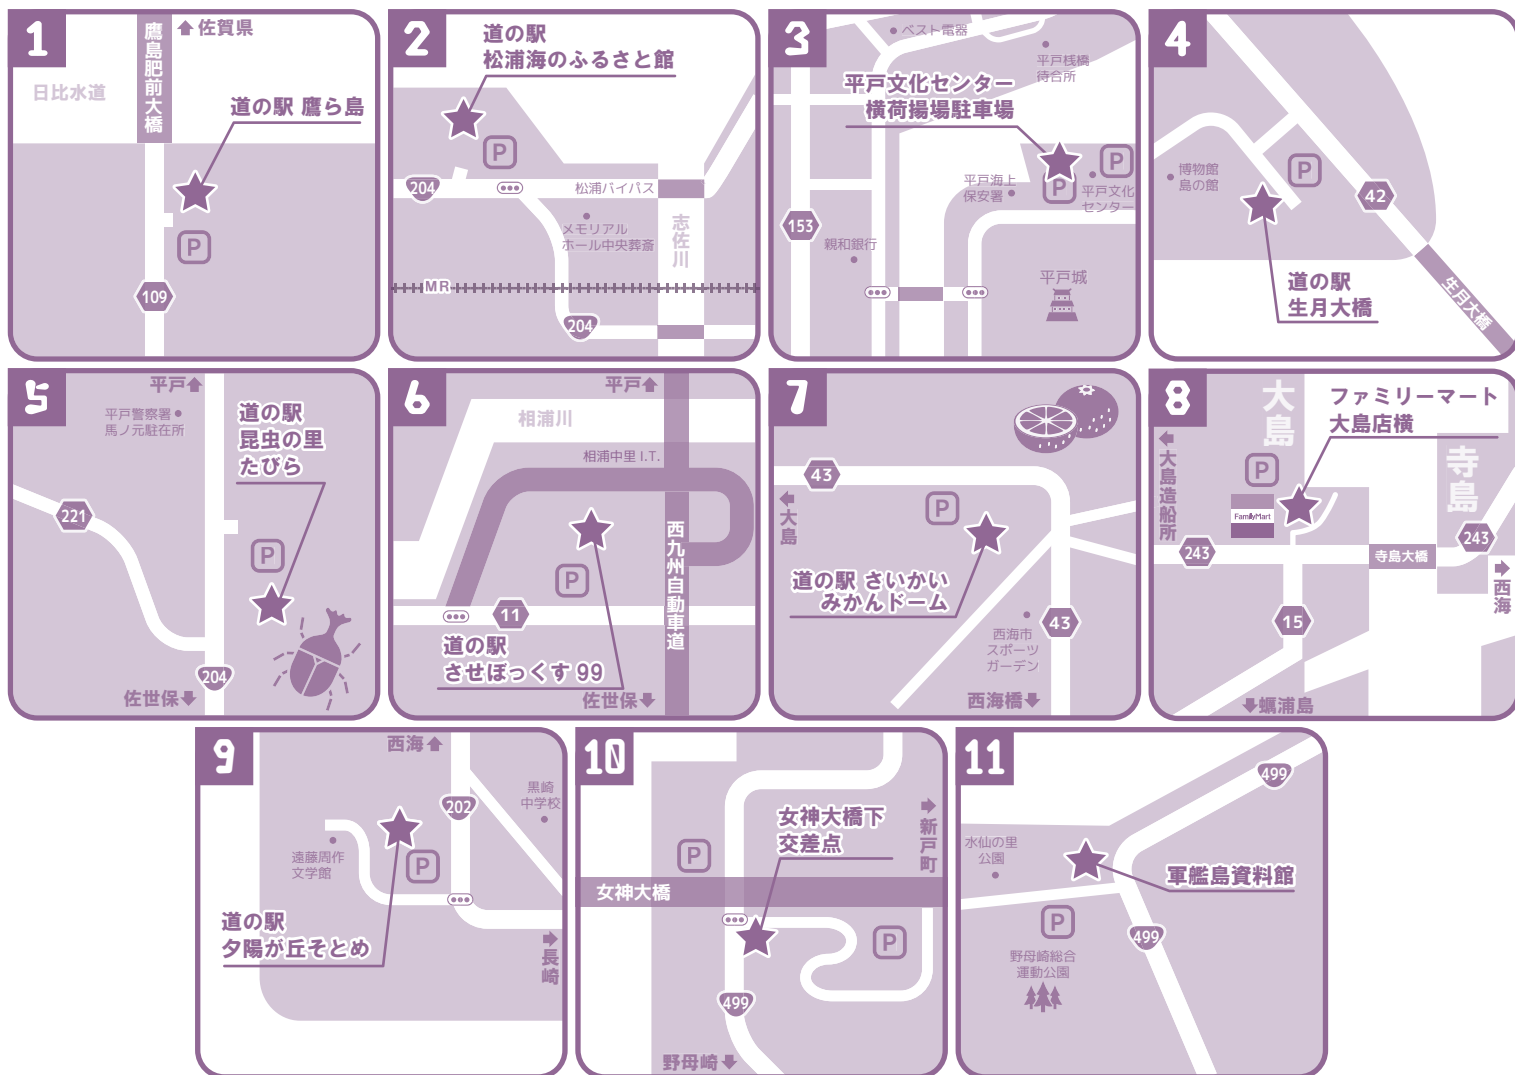 1
佐賀県
鷹島肥前大橋
日比水道
道の駅 鷹ら島
P
109
2
道の駅
松浦海のふるさと館
P
204
松浦バイパス
メモリアル
ホール中央葬斎
志佐川
MR
204
3
ベスト電器
平戸桟橋
待合所
平戸文化センター
横荷揚場駐車場
P
P
平戸海上
保安署
平戸文化
センター
153
親和銀行
平戸城
4
博物館
島の館
P
42
道の駅
生月大橋
生月大橋
5
平戸
平戸警察署
馬ノ元駐在所
道の駅
昆虫の里
たびら
221
P
204
佐世保
6
平戸
相浦川
相浦中里 I.T.
西九州自動車道
P
11
道の駅
させぼっくす 99
佐世保
7
43
大島
P
道の駅 さいかい
みかんドーム
43
西海市
スポーツ
ガーデン
西海橋
8
大島
ファミリーマート
大島店横
大島造船所
寺島
P
FamilyMart
243
寺島大橋
243
西海
15
蠣浦島
9
西海
202
黒崎
中学校
遠藤周作
文学館
P
道の駅
夕陽が丘そとめ
長崎
10
女神大橋下
交差点
新戸町
P
女神大橋
P
499
野母崎
11
499
水仙の里
公園
軍艦島資料館
P
499
野母崎総合
運動公園